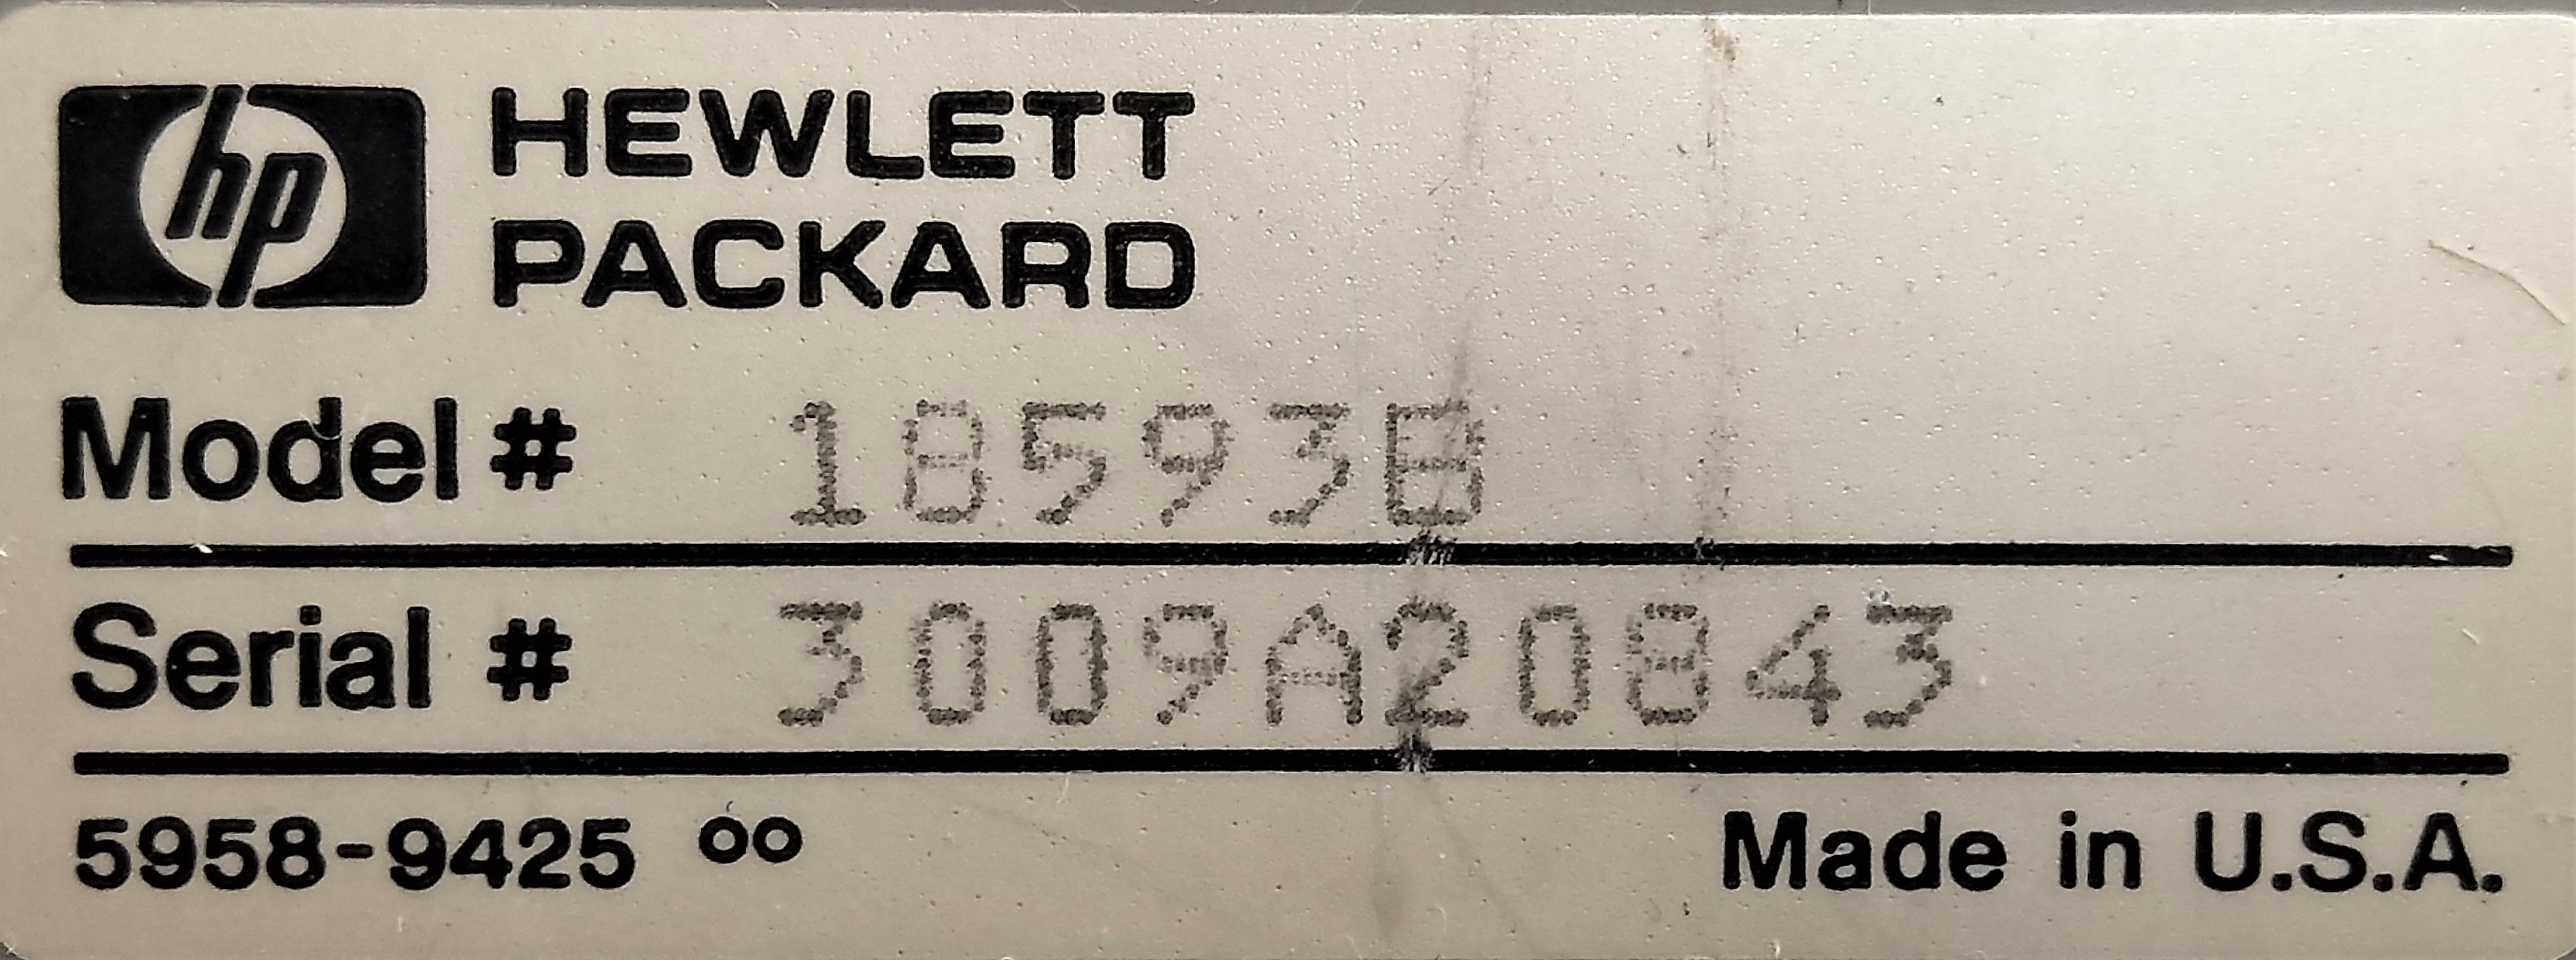 hp HEWLETT
PACKARD
Model # 18593B
Serial # 3009A20843
5958-9425 00 Made in U.S.A.